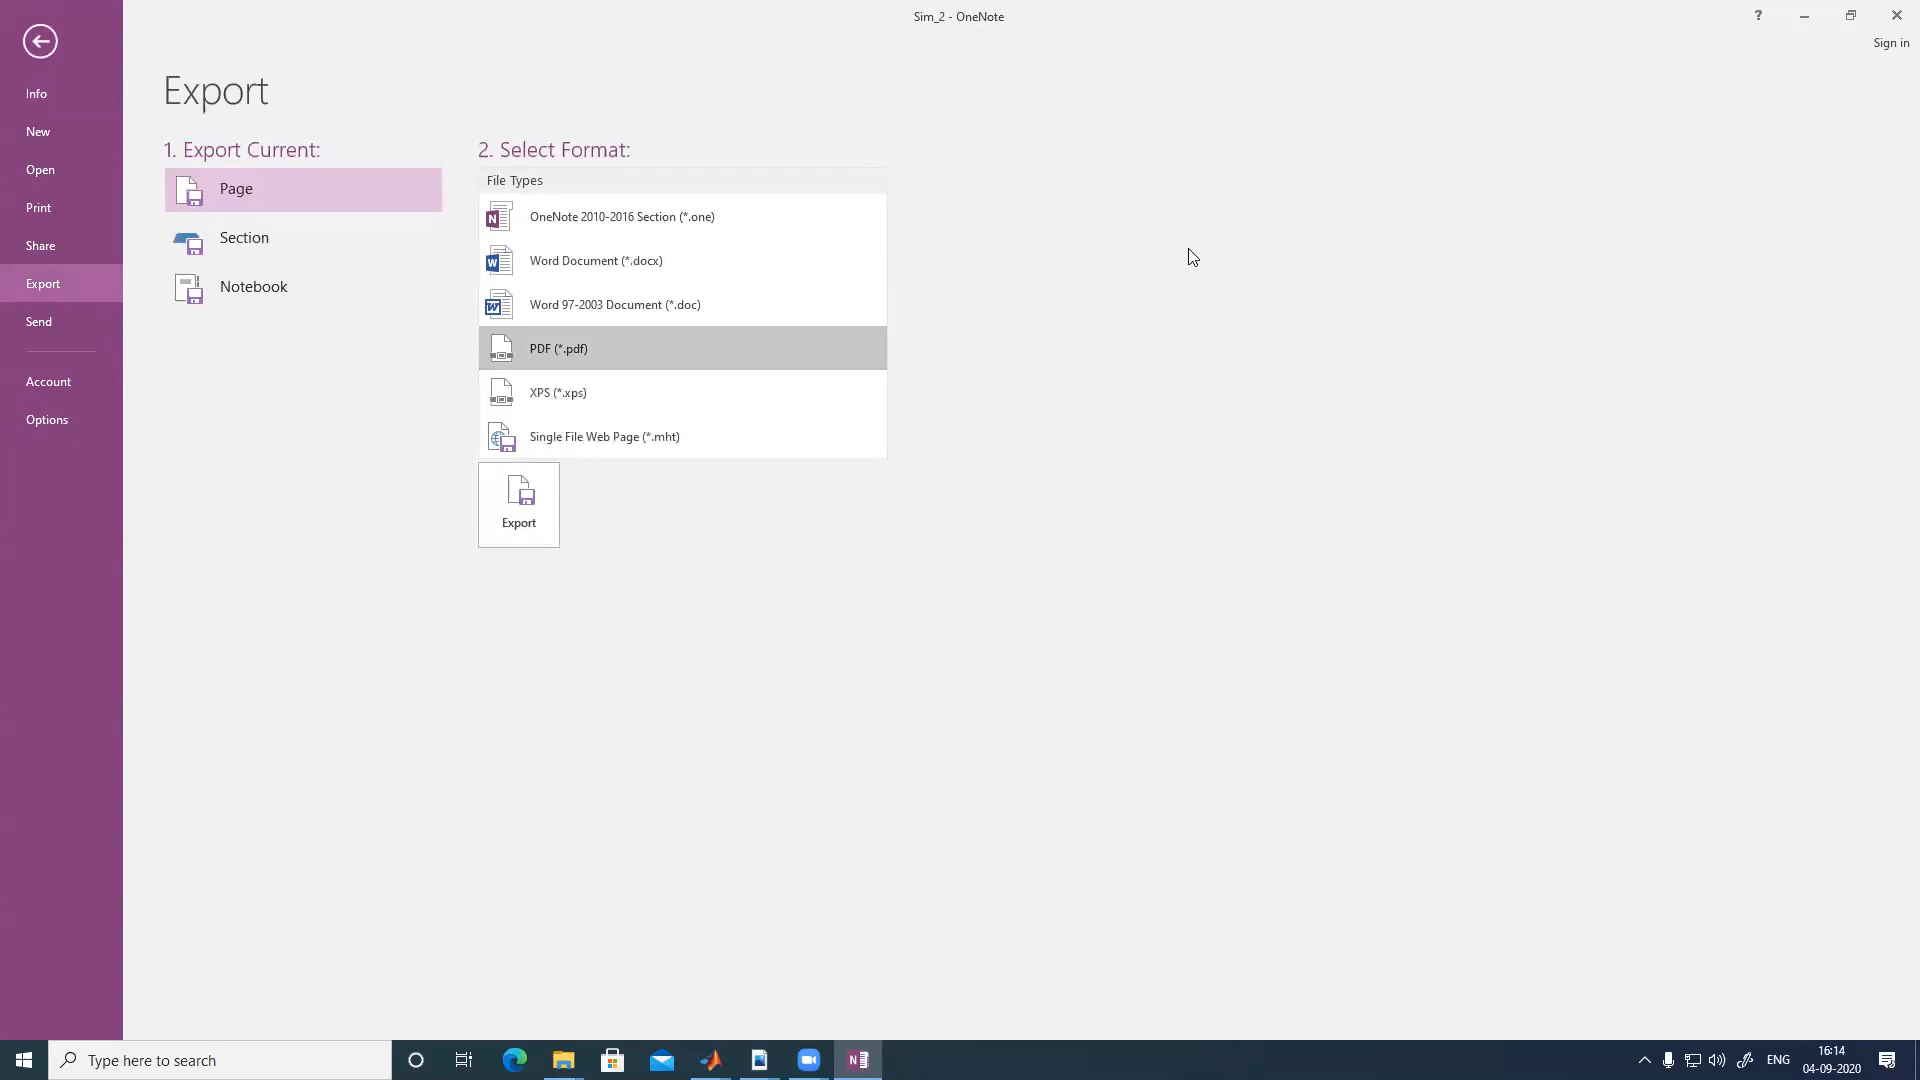 Sim_2 - OneNote
Sign in
Info
New
Open
Print
Share
Export
Send
Account
Options
Export
1. Export Current:
Page
Section
Notebook
2. Select Format:
File Types
OneNote 2010-2016 Section (*.one)
Word Document (*.docx)
Word 97-2003 Document (*.doc)
PDF (*.pdf)
XPS (*.xps)
Single File Web Page (*.mht)
Export
Type here to search
ENG
16:14
04-09-2020